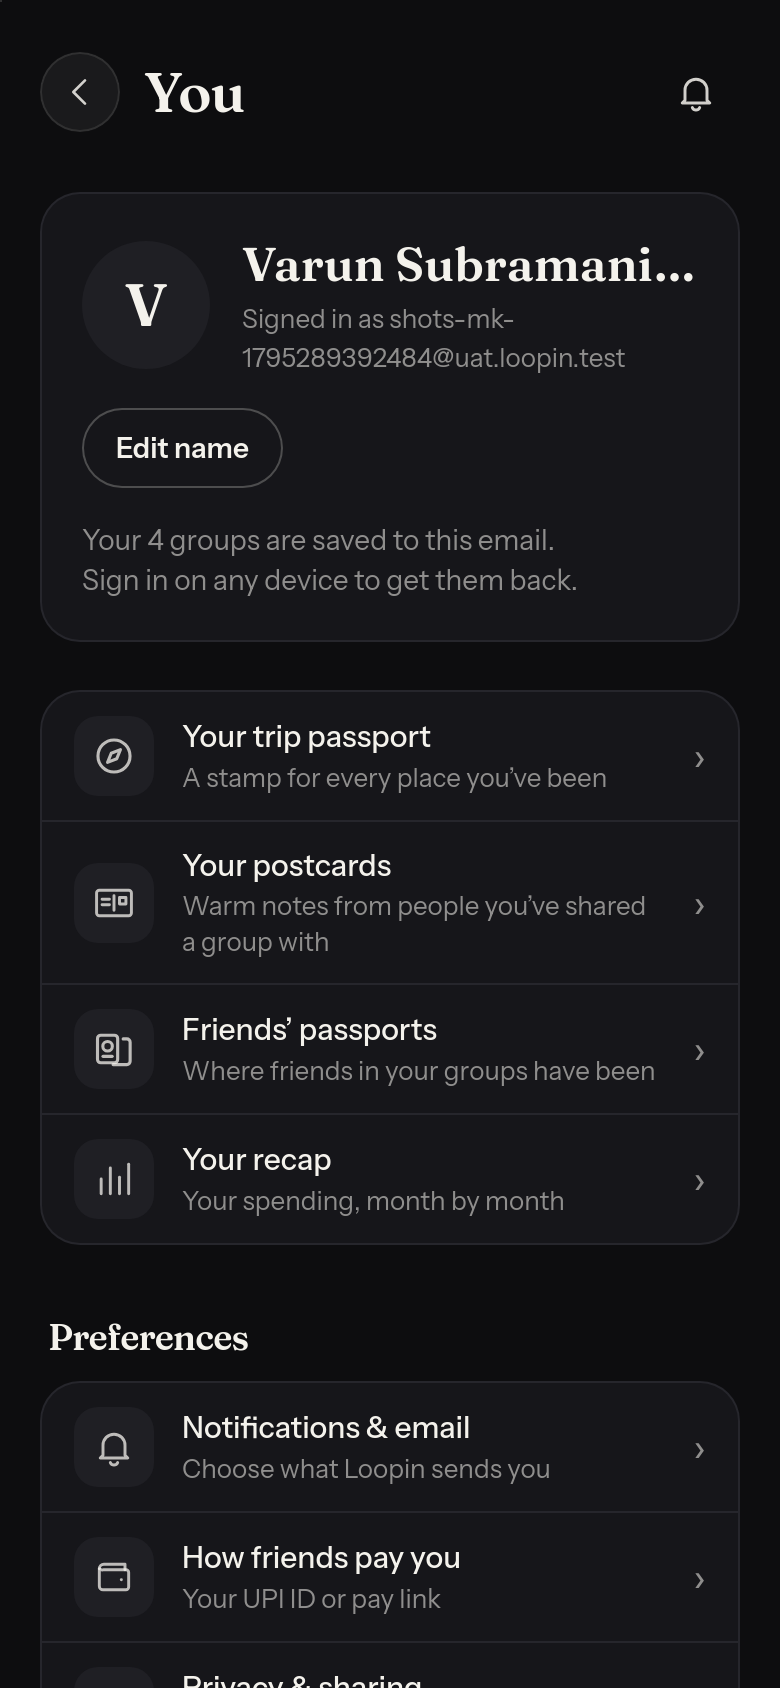 You
V
Varun Subramani...
Signed in as shots-mk-
1795289392484@uat.loopin.test
Edit name
Your 4 groups are saved to this email.
Sign in on any device to get them back.
Your trip passport
A stamp for every place you’ve been
Your postcards
Warm notes from people you’ve shared
a group with
Friends’ passports
Where friends in your groups have been
Your recap
Your spending, month by month
Preferences
Notifications & email
Choose what Loopin sends you
How friends pay you
Your UPI ID or pay link
Privacy & sharing